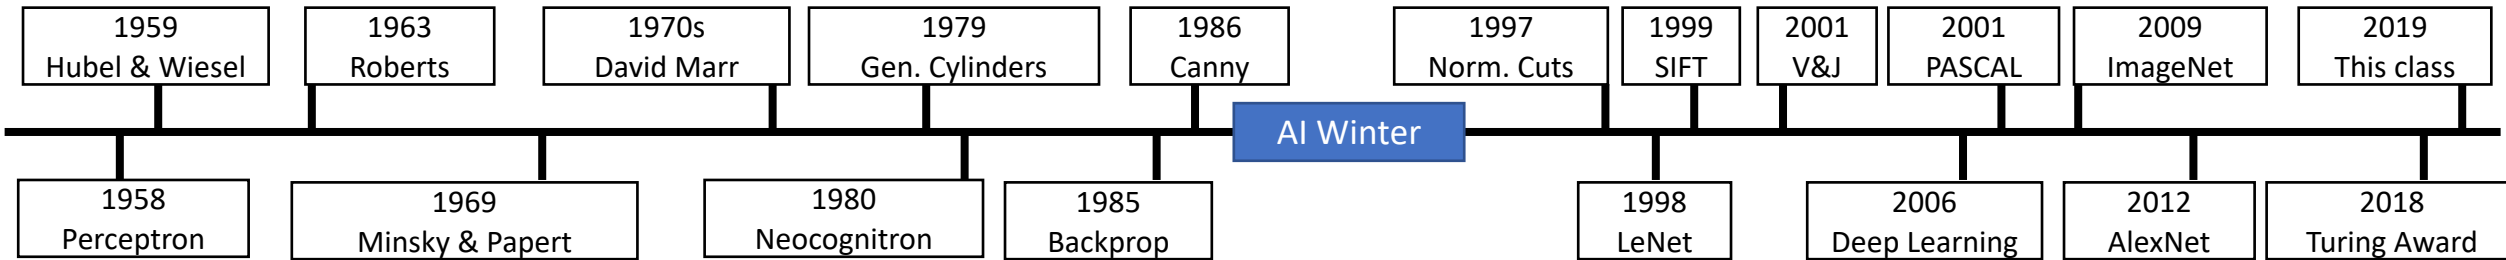 1959
Hubel & Wiesel
1963
Roberts
1970s
David Marr
1979
Gen. Cylinders
1986
Canny
1997
Norm. Cuts
1999
SIFT
2001
V&J
2001
PASCAL
2009
ImageNet
2019
This class
AI Winter
1958
Perceptron
1969
Minsky & Papert
1980
Neocognitron
1985
Backprop
1998
LeNet
2006
Deep Learning
2012
AlexNet
2018
Turing Award